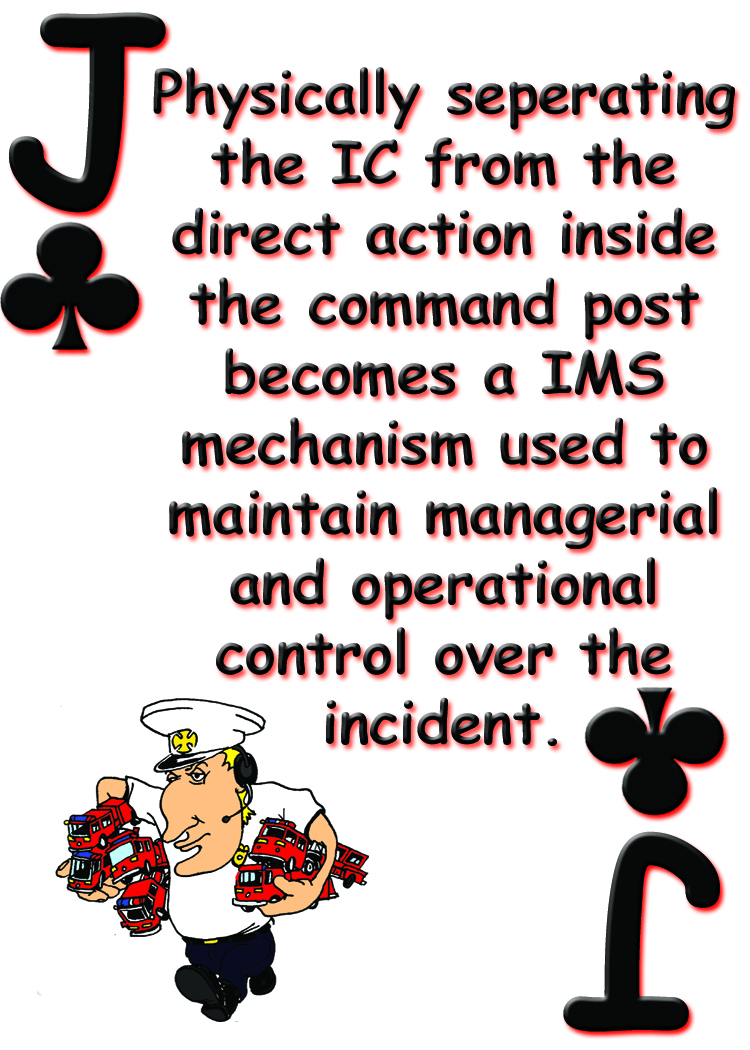 J
Physically seperating
the IC from the
direct action inside
the command post
becomes a IMS
mechanism used to
maintain managerial
and operational
control over the
incident.
J